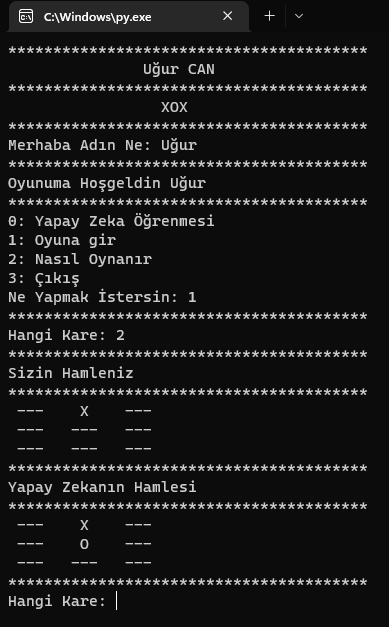 C:\Windows\py.exe
****************************************
Uğur CAN
****************************************
XOX
****************************************
Merhaba Adın Ne: Uğur
****************************************
Oyunuma Hoşgeldin Uğur
****************************************
0: Yapay Zeka Öğrenmesi
1: Oyuna gir
2: Nasıl Oynanır
3: Çıkış
Ne Yapmak İstersin: 1
****************************************
Hangi Kare: 2
****************************************
Sizin Hamleniz
****************************************
--- X ---
--- --- ---
--- --- ---
****************************************
Yapay Zekanın Hamlesi
****************************************
--- X ---
--- O ---
--- --- ---
****************************************
Hangi Kare: